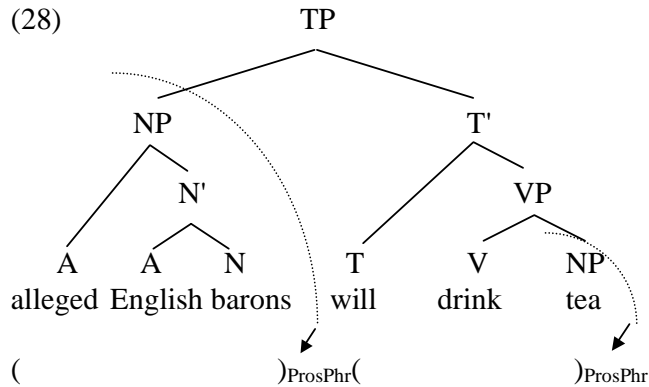 (28) TP
NP T'
N' VP
A A N T V NP
alleged English barons will drink tea
( )ProsPhr( )ProsPhr